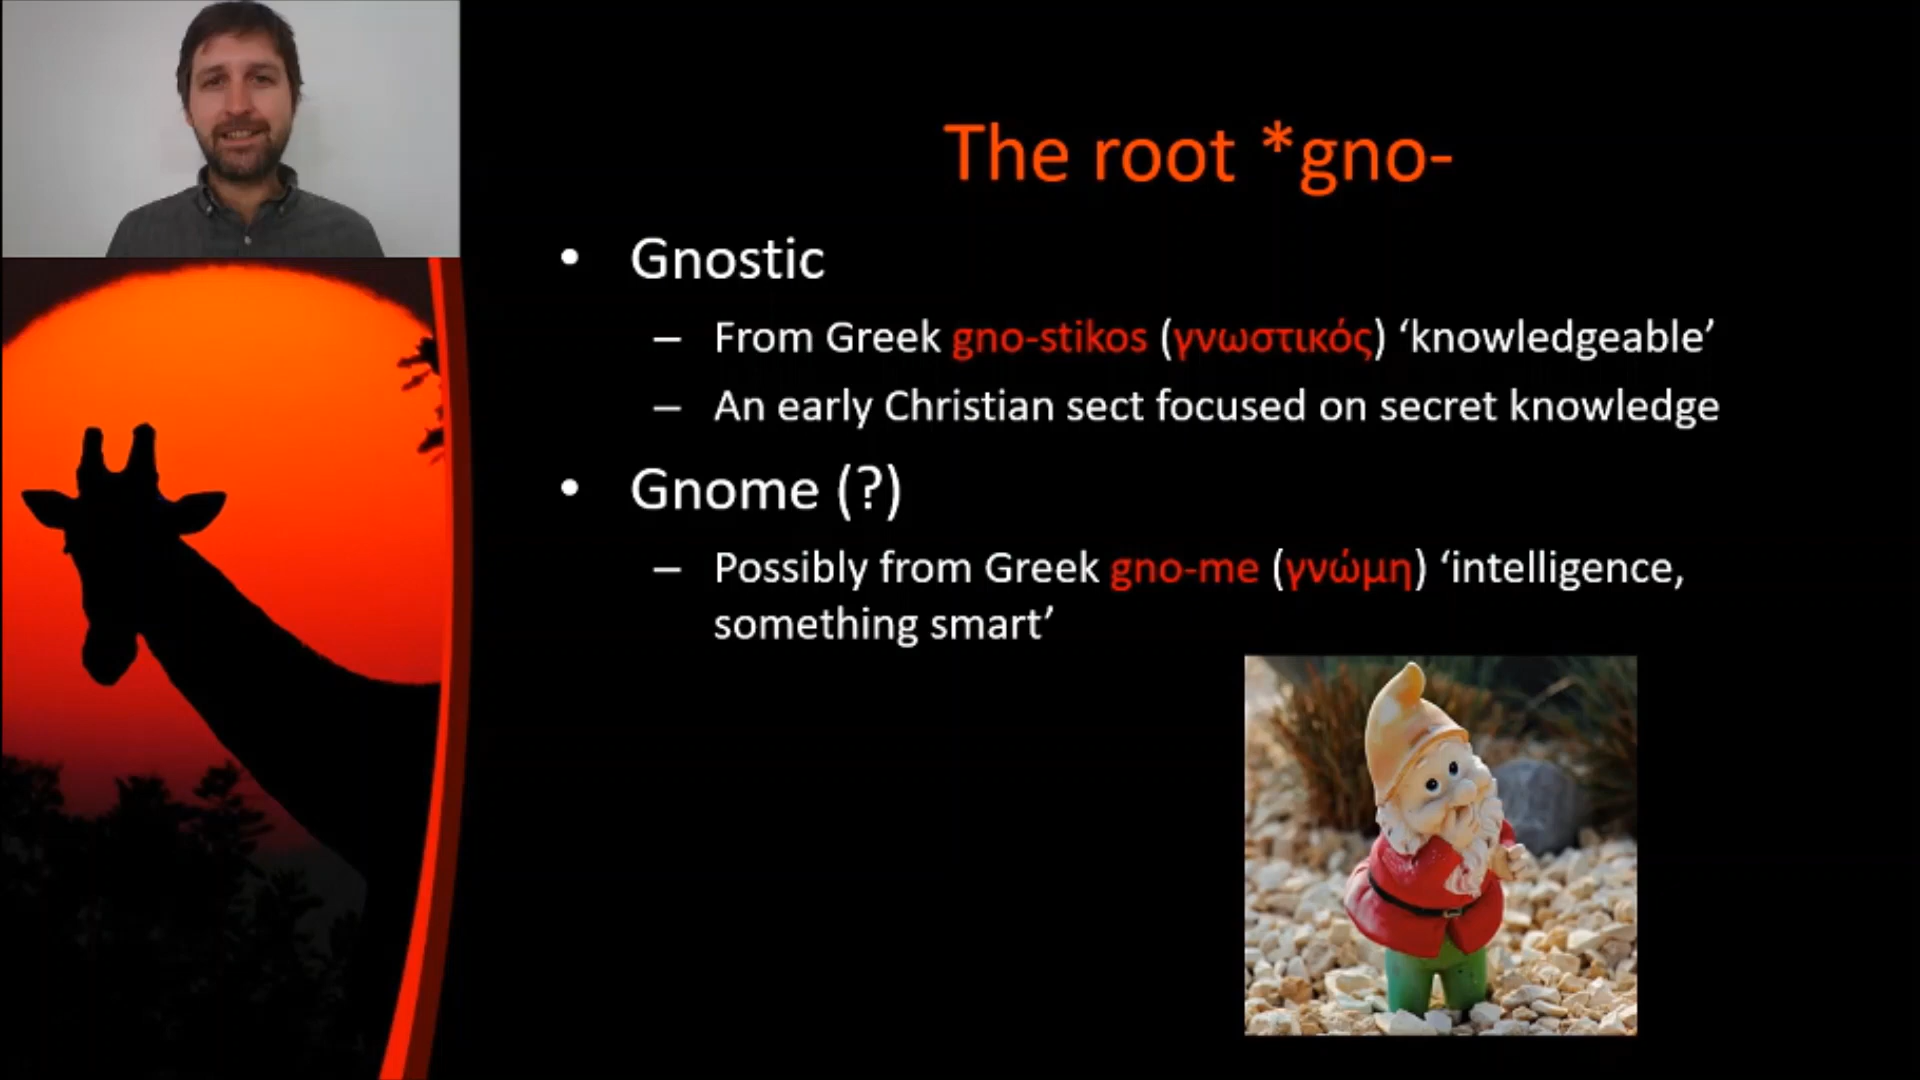 The root *gno-
• Gnostic
– From Greek gno-stikos (γνωστικός) ‘knowledgeable’
– An early Christian sect focused on secret knowledge
• Gnome (?)
– Possibly from Greek gno-me (γνώμη) ‘intelligence,
something smart’